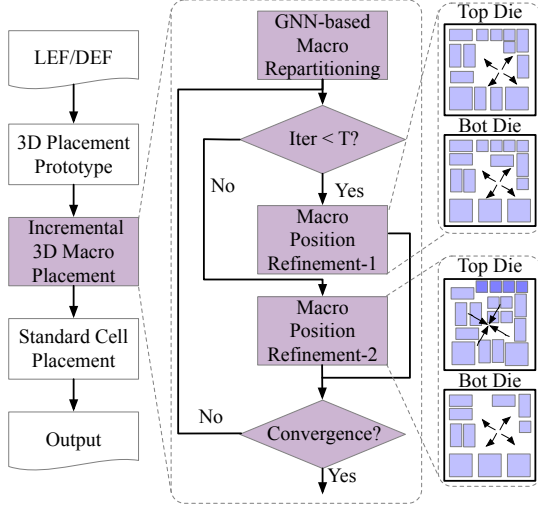 LEF/DEF
3D Placement
Prototype
Incremental
3D Macro
Placement
Standard Cell
Placement
Output
GNN-based
Macro
Repartitioning
Iter < T?
No
Yes
Macro
Position
Refinement-1
Macro
Position
Refinement-2
No
Convergence?
Yes
Top Die
Bot Die
Top Die
Bot Die